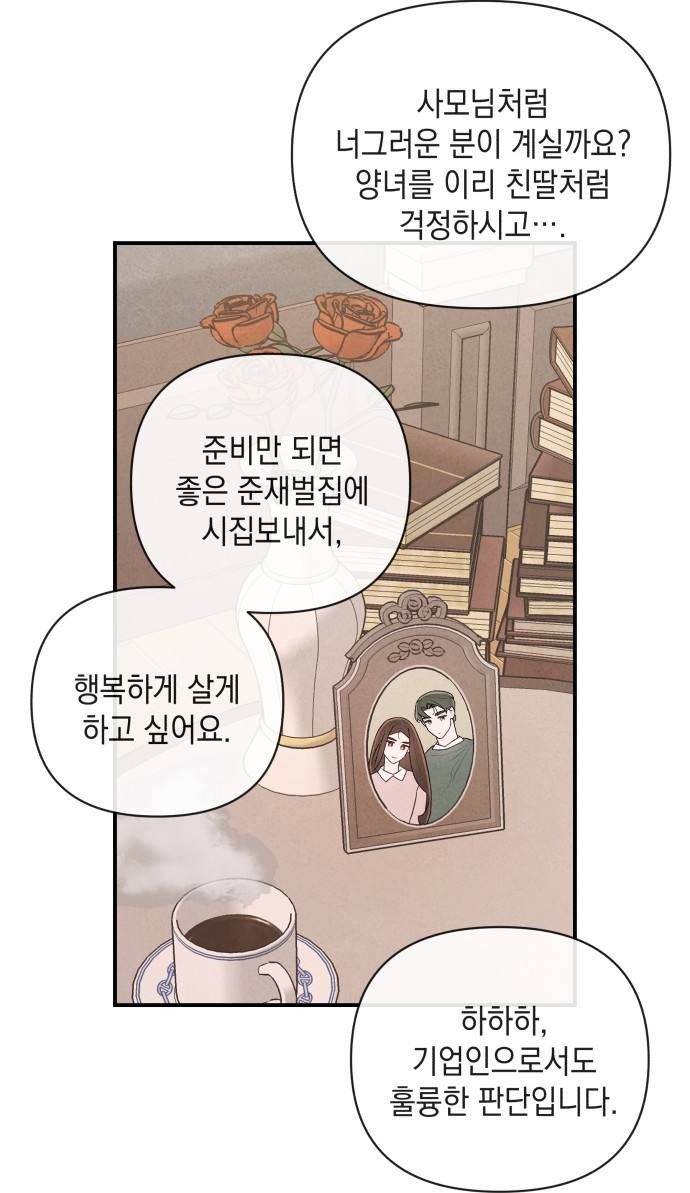 사모님처럼
너그러운 분이 계실까요?
양녀를 이리 친딸처럼
걱정하시고….
준비만 되면
좋은 준재벌집에
시집보내서,
행복하게 살게
하고 싶어요.
하하하,
기업인으로서도
훌륭한 판단입니다.